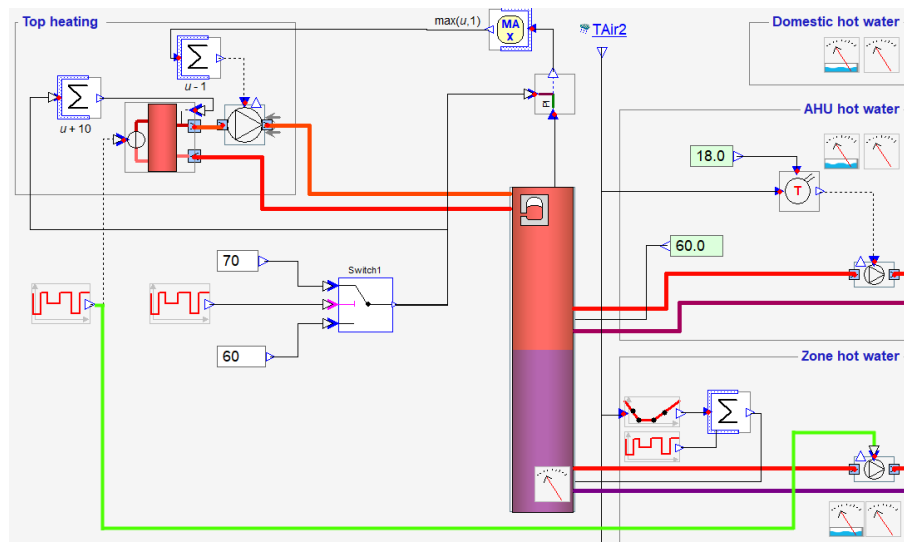 Top heating
max(u,1)
MA
X
TAir2
Domestic hot water
Σ
u - 1
Σ
u + 10
PI
AHU hot water
18.0
T
60.0
70
Switch1
60
Zone hot water
Σ